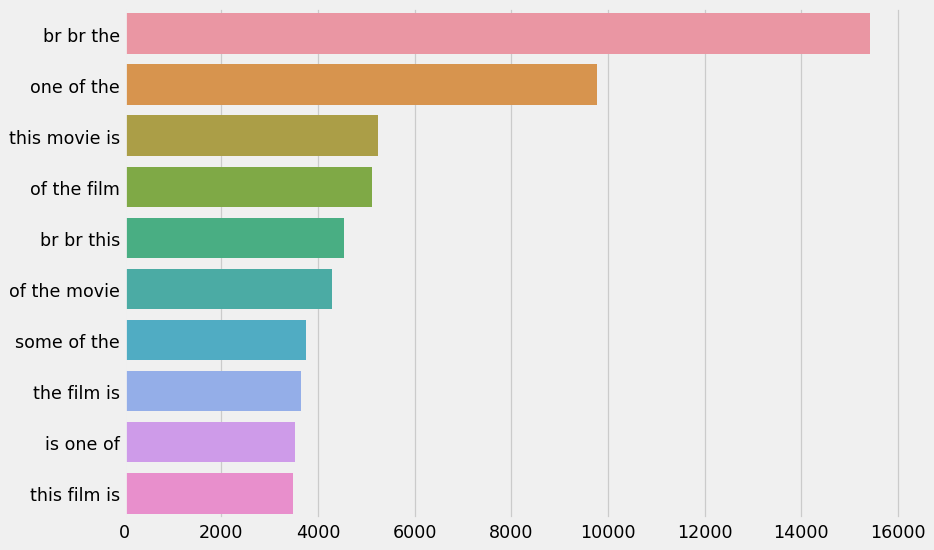 br br the
one of the
this movie is
of the film
br br this
of the movie
some of the
the film is
is one of
this film is
0 2000 4000 6000 8000 10000 12000 14000 16000